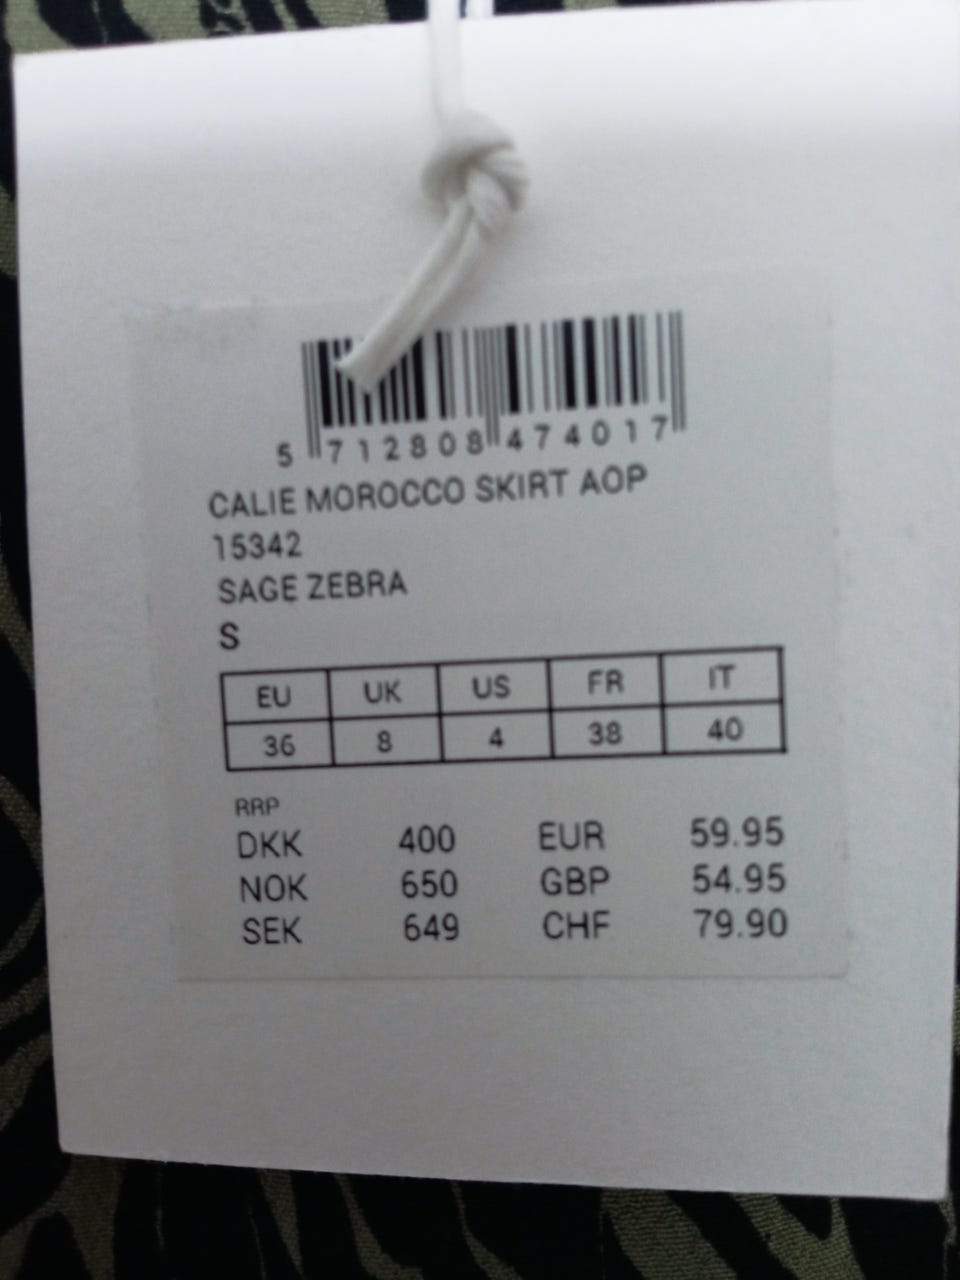 5 712808 474017
CALIE MOROCCO SKIRT AOP
15342
SAGE ZEBRA
S
EU UK US FR IT
36 8 4 38 40
RRP
DKK 400 EUR 59.95
NOK 650 GBP 54.95
SEK 649 CHF 79.90